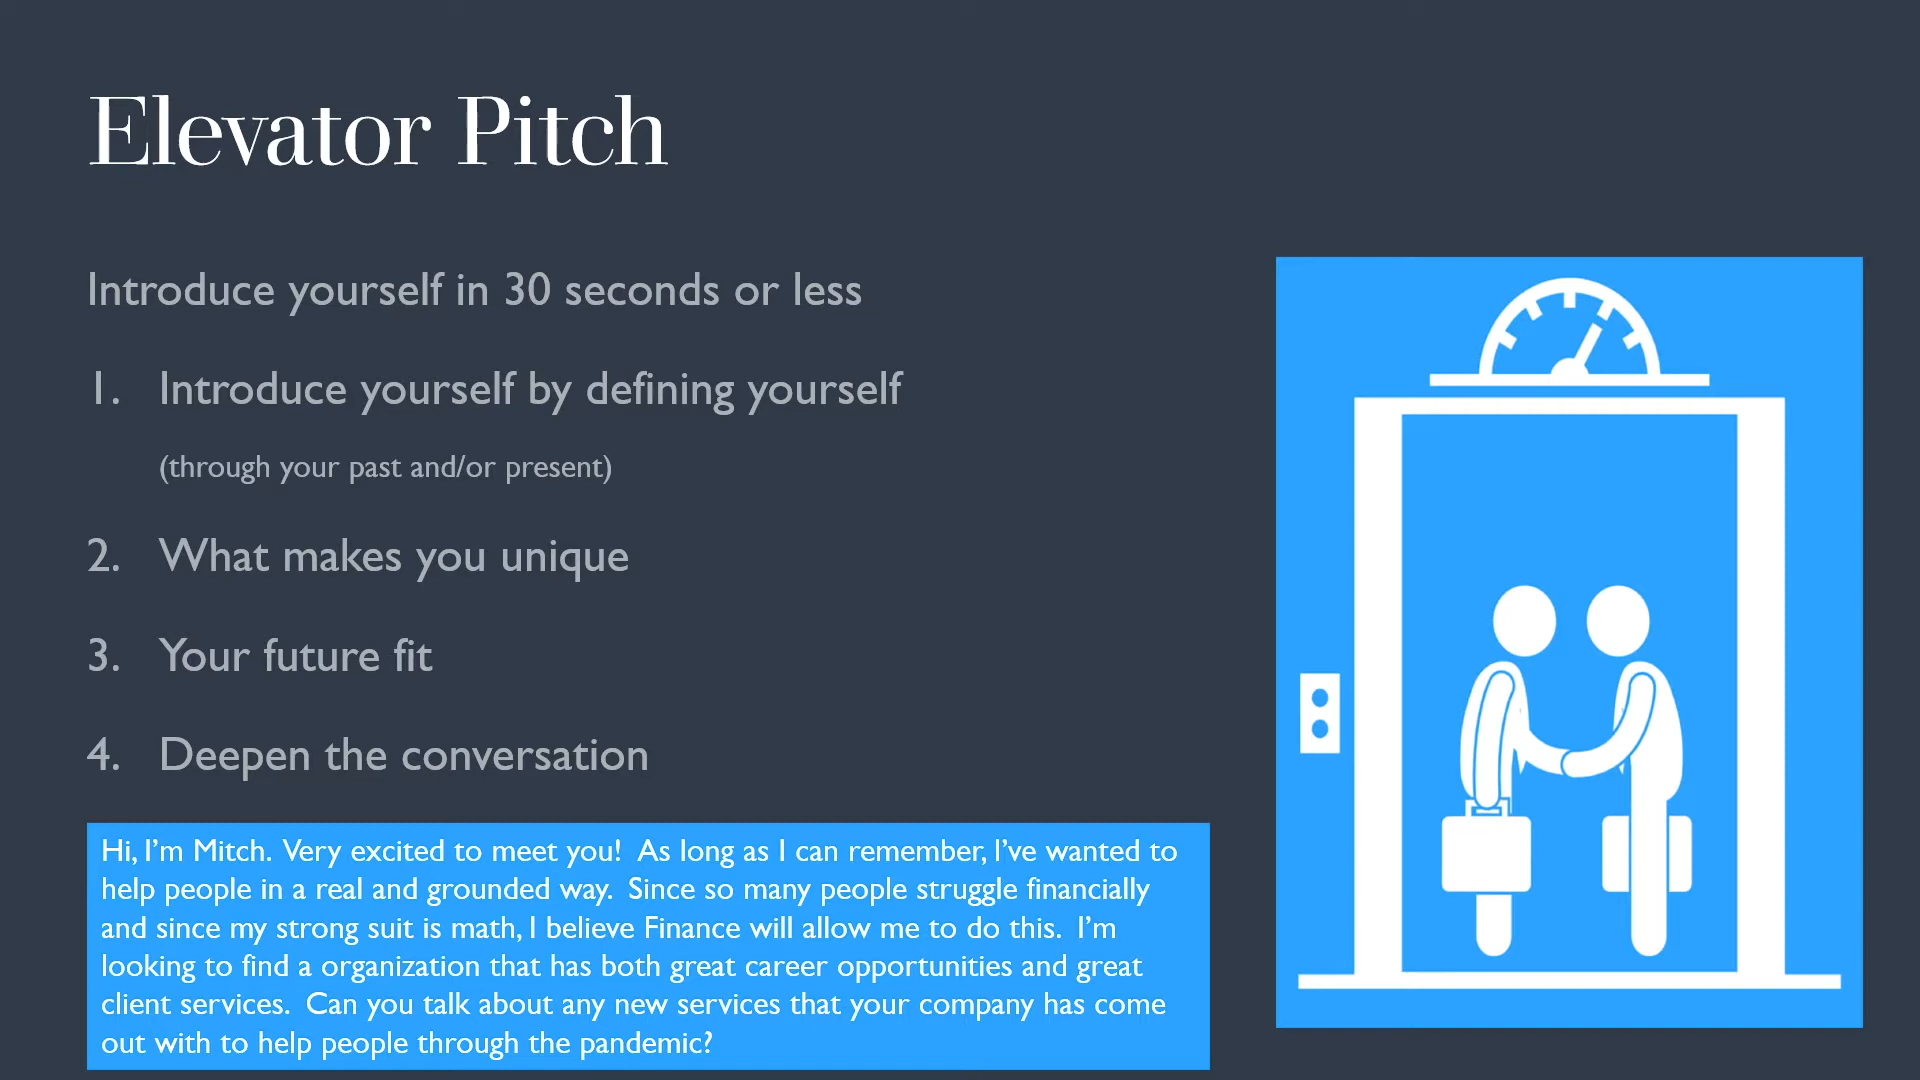 Elevator Pitch
Introduce yourself in 30 seconds or less
1. Introduce yourself by defining yourself
(through your past and/or present)
2. What makes you unique
3. Your future fit
4. Deepen the conversation
Hi, I’m Mitch. Very excited to meet you! As long as I can remember, I’ve wanted to
help people in a real and grounded way. Since so many people struggle financially
and since my strong suit is math, I believe Finance will allow me to do this. I’m
looking to find a organization that has both great career opportunities and great
client services. Can you talk about any new services that your company has come
out with to help people through the pandemic?